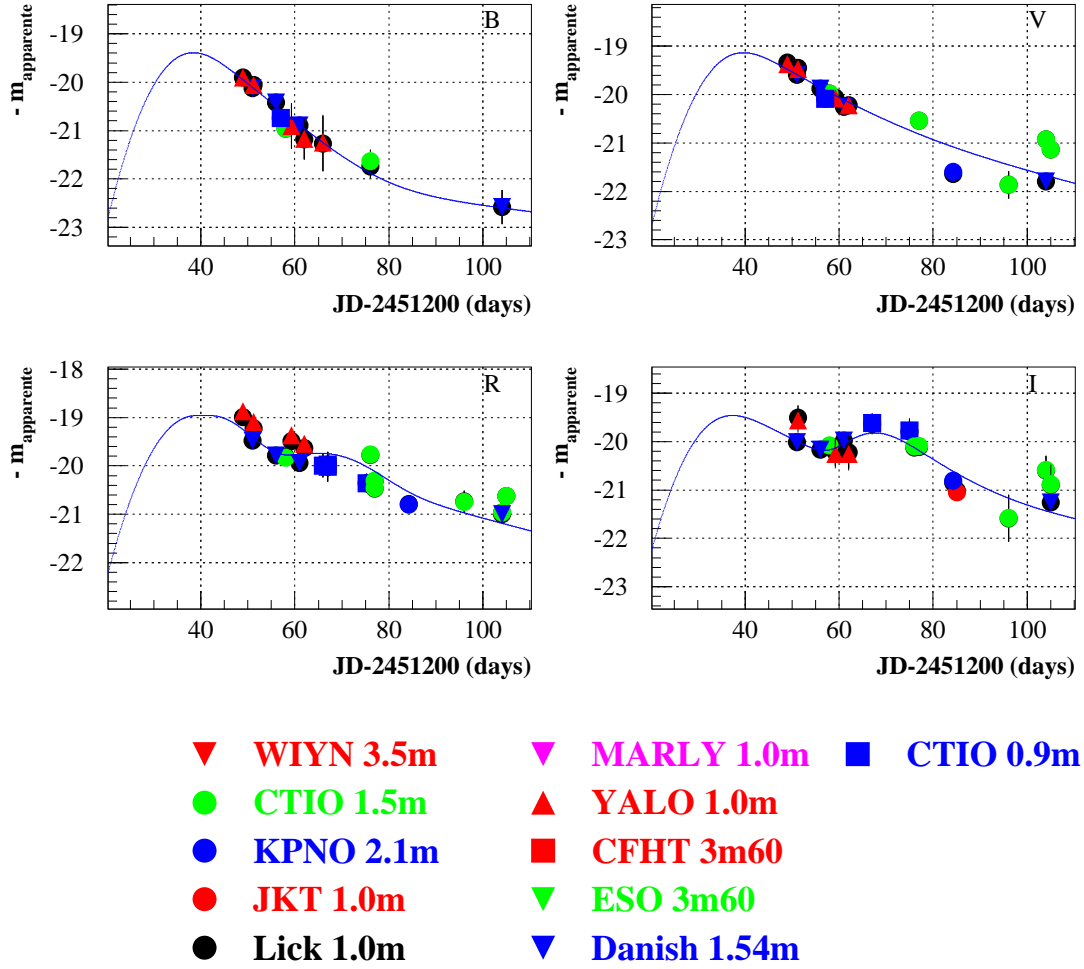 B
- m apparente
-19
-20
-21
-22
-23
40
60
80
100
JD-2451200 (days)
V
- m apparente
-19
-20
-21
-22
-23
40
60
80
100
JD-2451200 (days)
R
- m apparente
-18
-19
-20
-21
-22
40
60
80
100
JD-2451200 (days)
I
- m apparente
-19
-20
-21
-22
-23
40
60
80
100
JD-2451200 (days)
WIYN 3.5m
MARLY 1.0m
CTIO 0.9m
CTIO 1.5m
YALO 1.0m
KPNO 2.1m
CFHT 3m60
JKT 1.0m
ESO 3m60
Lick 1.0m
Danish 1.54m